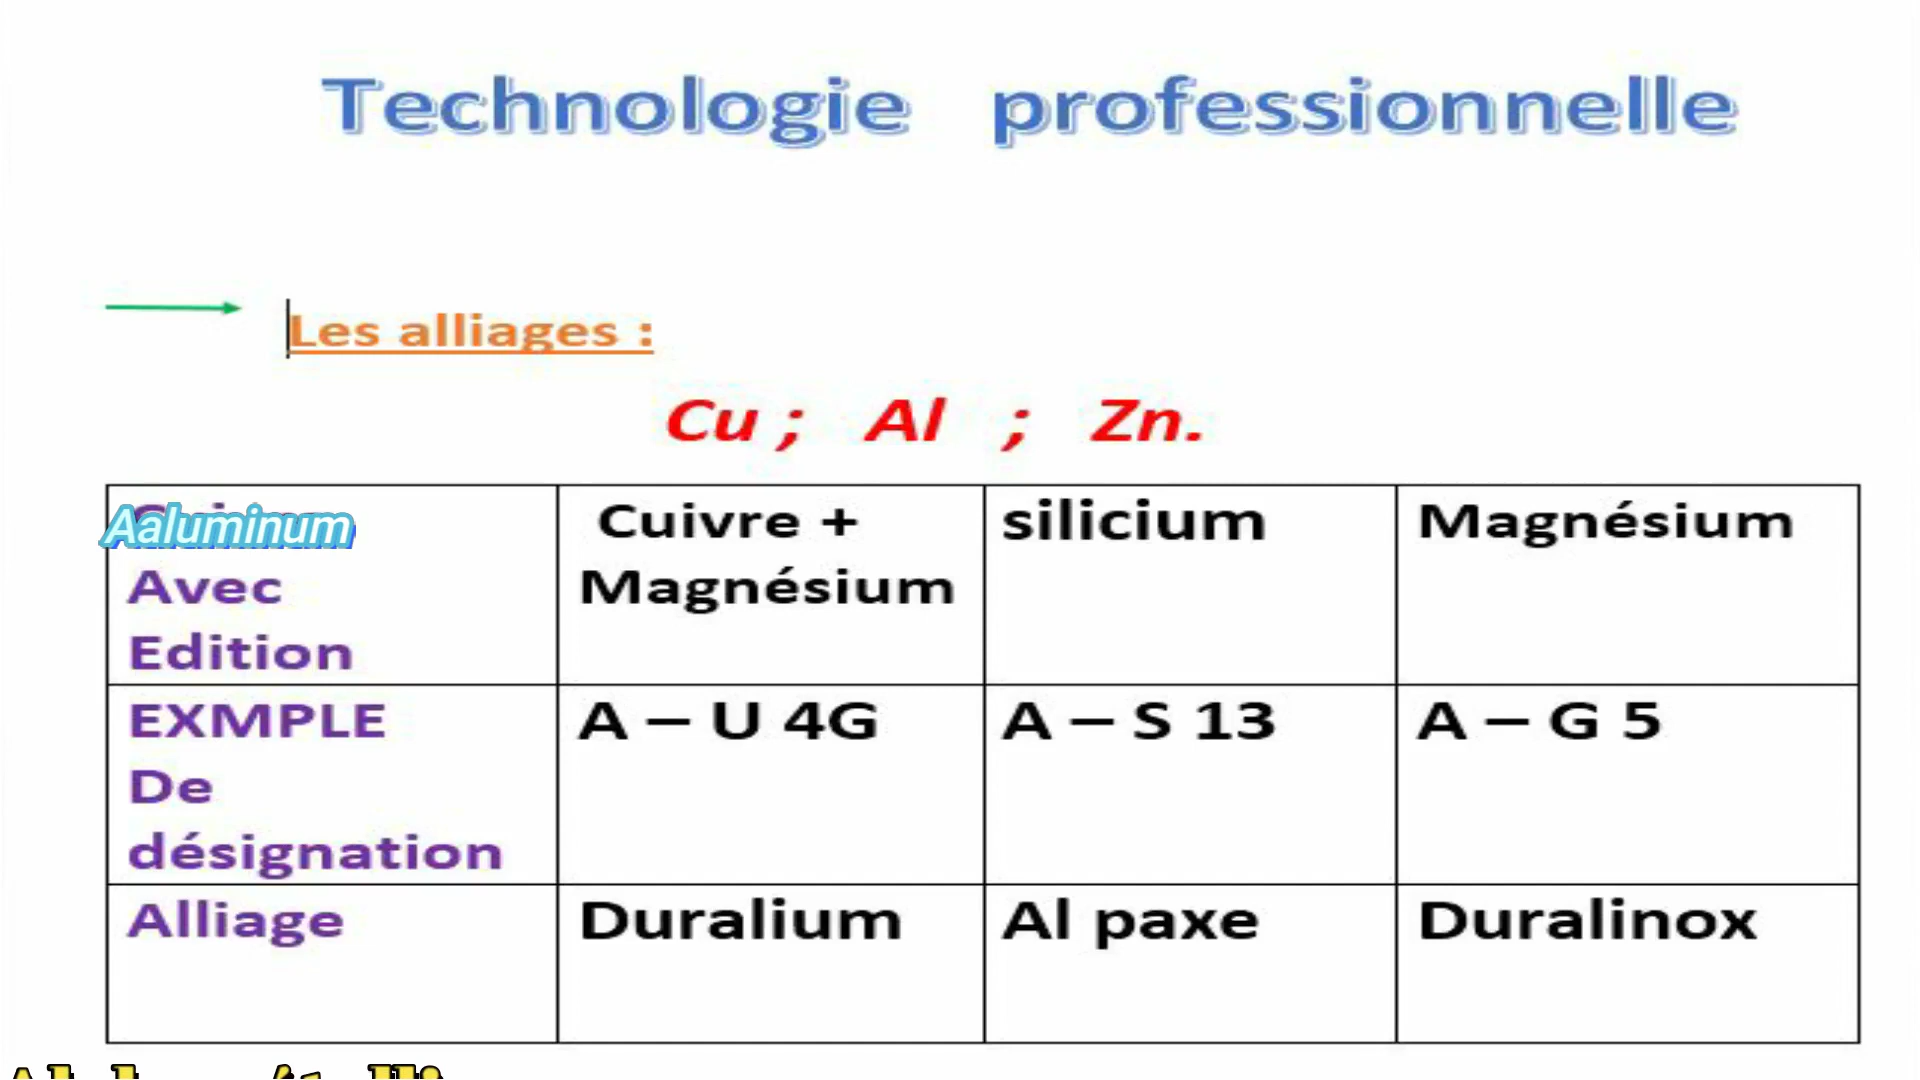 Technologie professionnelle
Les alliages :
Cu ; Al ; Zn.
Aaluminum
Avec
Edition
Cuivre +
Magnésium
silicium
Magnésium
EXMPLE
De
désignation
A – U 4G
A – S 13
A – G 5
Alliage
Duralium
Al paxe
Duralinox